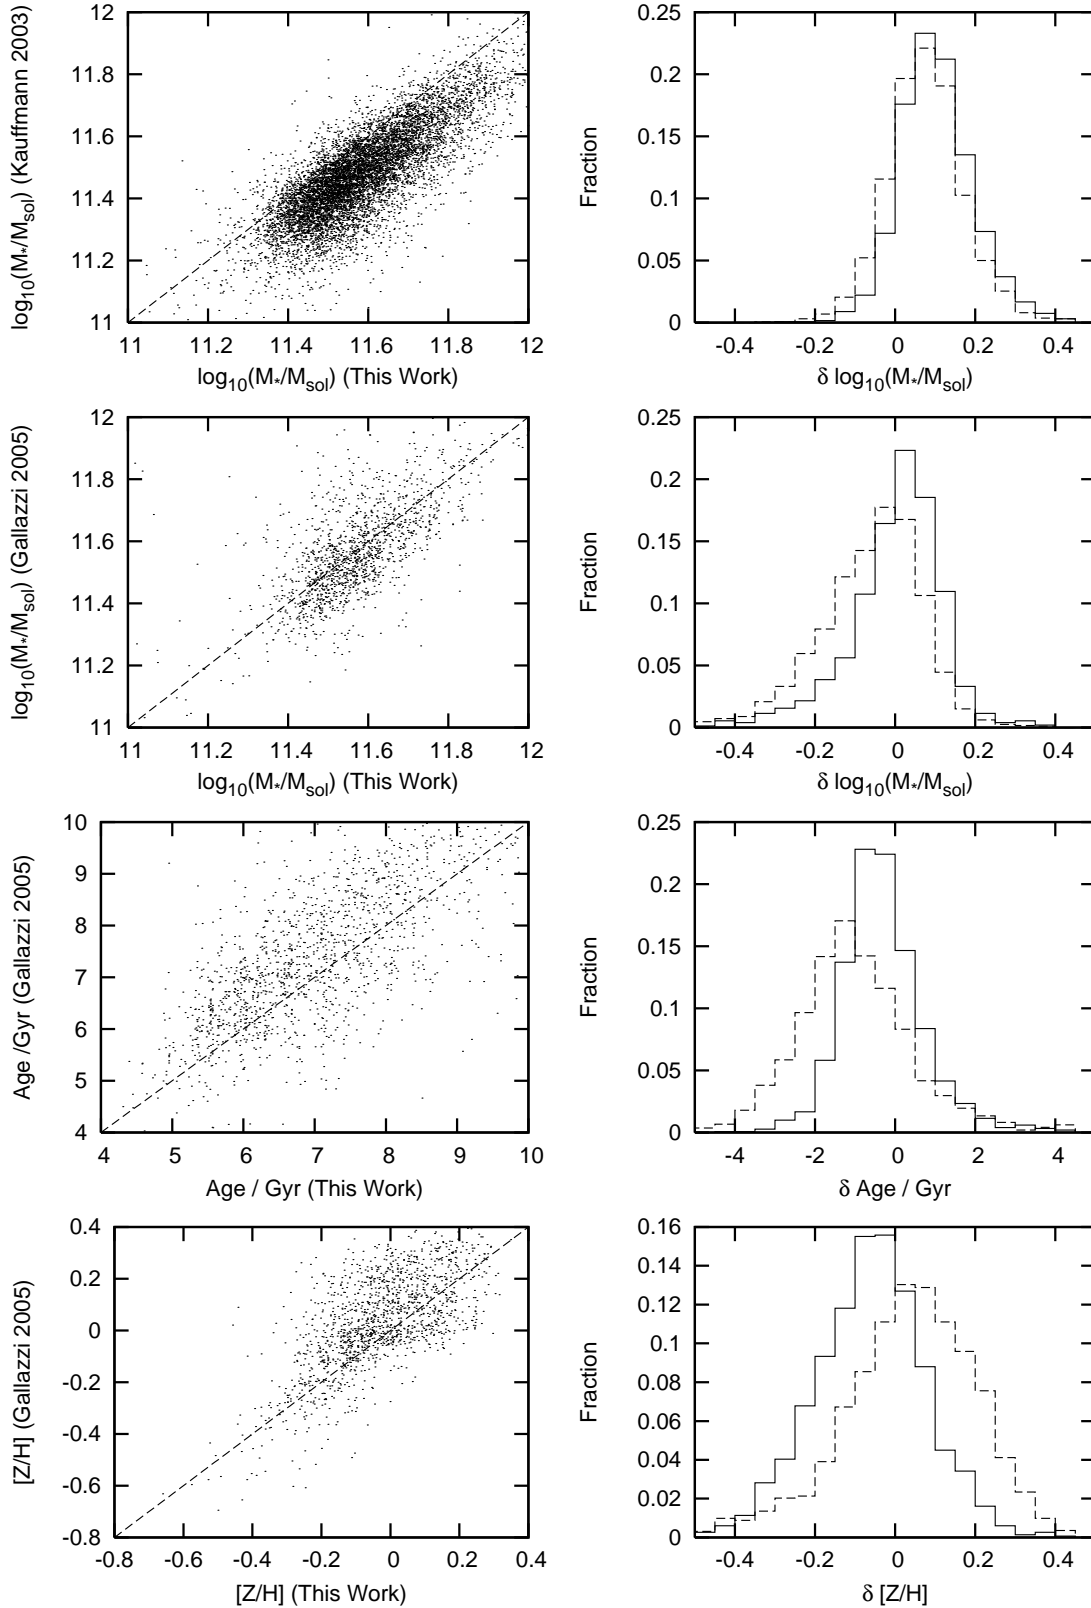 log10(M*/Msol) (Kauffmann 2003)
12
11.8
11.6
11.4
11.2
11
11 11.2 11.4 11.6 11.8 12
log10(M*/Msol) (This Work)
Fraction
0.25
0.2
0.15
0.1
0.05
0
-0.4 -0.2 0 0.2 0.4
δ log10(M*/Msol)
log10(M*/Msol) (Gallazzi 2005)
12
11.8
11.6
11.4
11.2
11
11 11.2 11.4 11.6 11.8 12
log10(M*/Msol) (This Work)
Fraction
0.25
0.2
0.15
0.1
0.05
0
-0.4 -0.2 0 0.2 0.4
δ log10(M*/Msol)
Age /Gyr (Gallazzi 2005)
10
9
8
7
6
5
4
4 5 6 7 8 9 10
Age / Gyr (This Work)
Fraction
0.25
0.2
0.15
0.1
0.05
0
-4 -2 0 2 4
δ Age / Gyr
[Z/H] (Gallazzi 2005)
0.4
0.2
0
-0.2
-0.4
-0.6
-0.8
-0.8 -0.6 -0.4 -0.2 0 0.2 0.4
[Z/H] (This Work)
Fraction
0.16
0.14
0.12
0.1
0.08
0.06
0.04
0.02
0
-0.4 -0.2 0 0.2 0.4
δ [Z/H]